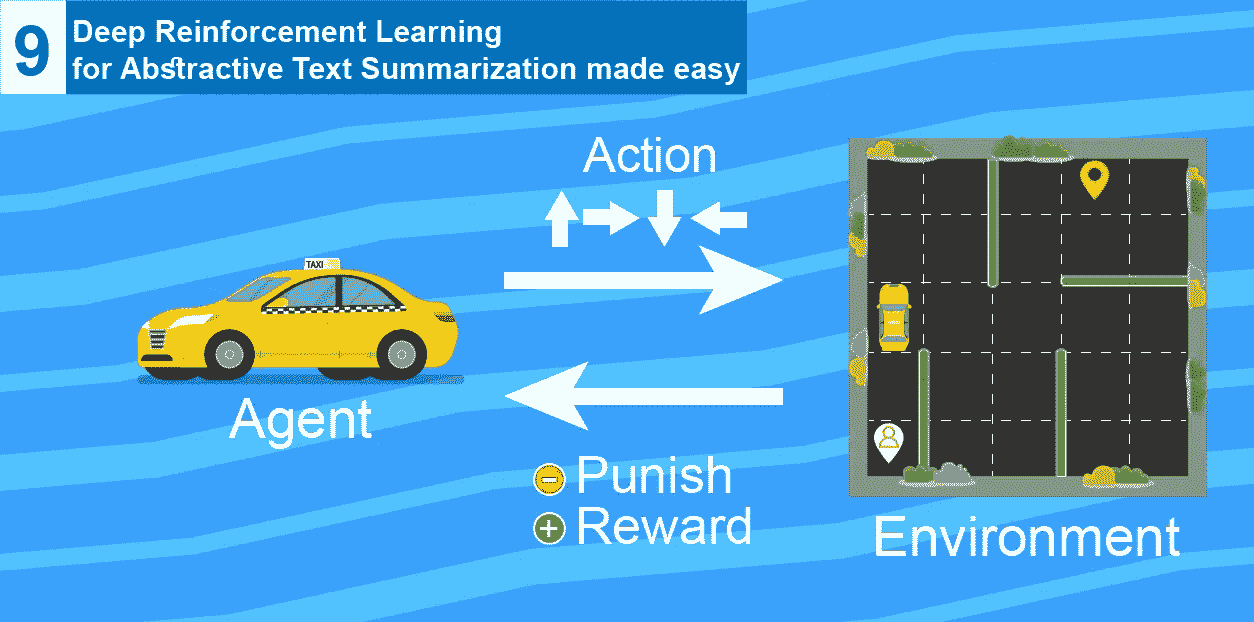 9
Deep Reinforcement Learning
for Abstractive Text Summarization made easy
Action
TAXI
Agent
Punish
Reward
Environment